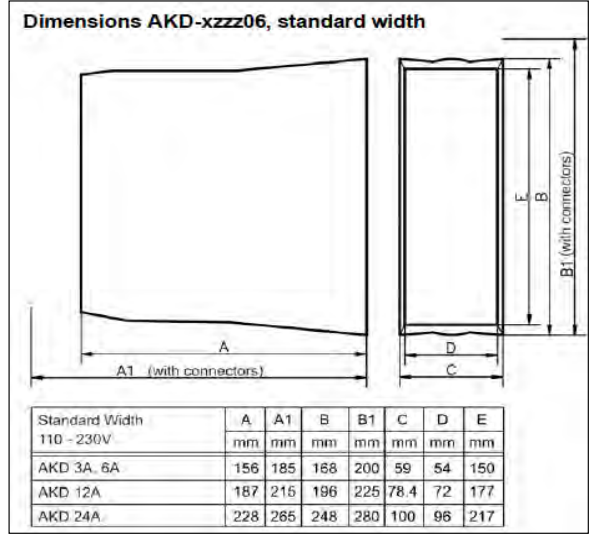 Dimensions AKD-xzzz06, standard width
E
B
B1 (with connectors)
A
D
A1 (with connectors)
C
Standard Width A A1 B B1 C D E
110 - 230V mm mm mm mm mm mm mm
AKD 3A, 6A 156 185 168 200 59 54 150
AKD 12A 187 215 196 225 78.4 72 177
AKD 24A 228 265 248 280 100 96 217